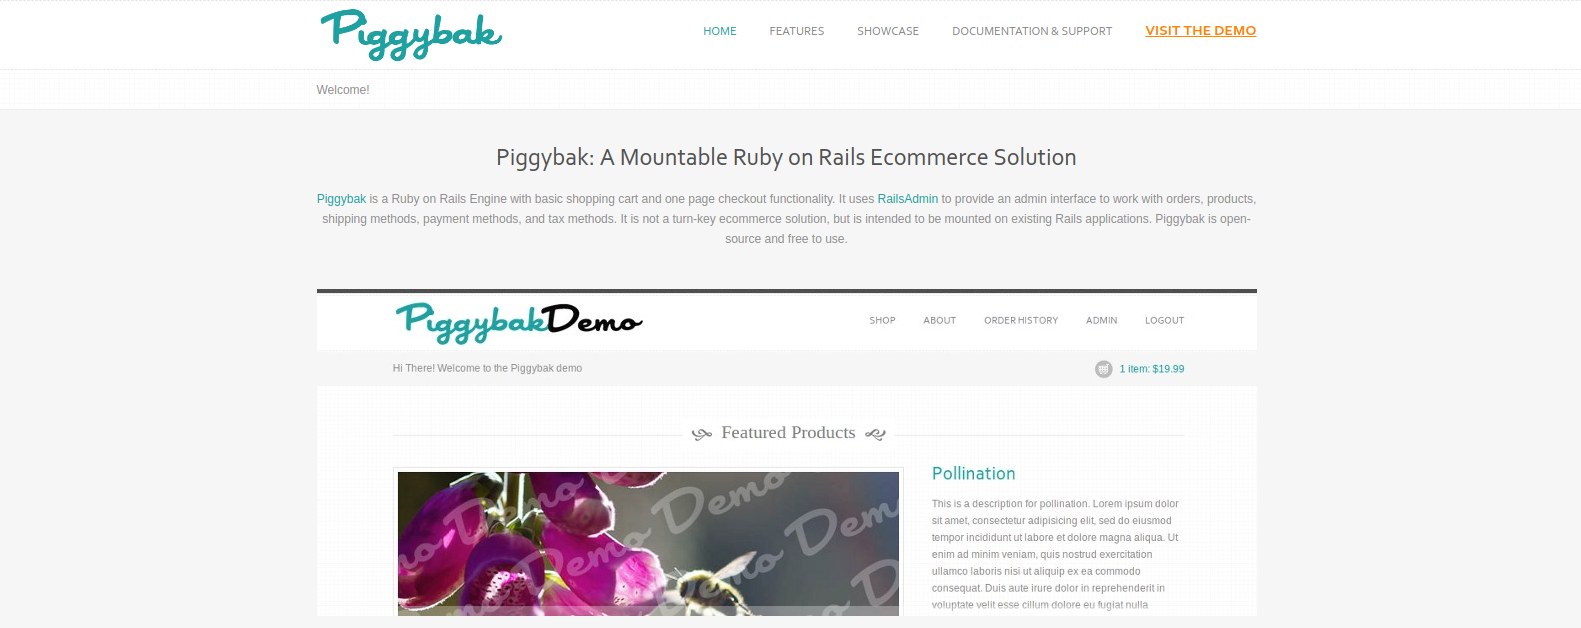 Piggybak
HOME FEATURES SHOWCASE DOCUMENTATION & SUPPORT VISIT THE DEMO
Welcome!
Piggybak: A Mountable Ruby on Rails Ecommerce Solution
Piggybak is a Ruby on Rails Engine with basic shopping cart and one page checkout functionality. It uses RailsAdmin to provide an admin interface to work with orders, products,
shipping methods, payment methods, and tax methods. It is not a turn-key ecommerce solution, but is intended to be mounted on existing Rails applications. Piggybak is open-
source and free to use.
PiggybakDemo
SHOP ABOUT ORDER HISTORY ADMIN LOGOUT
Hi There! Welcome to the Piggybak demo
1 item: $19.99
Featured Products
Demo Demo Demo
Demo Demo Demo
Demo Demo D
Pollination
This is a description for pollination. Lorem ipsum dolor
sit amet, consectetur adipisicing elit, sed do eiusmod
tempor incididunt ut labore et dolore magna aliqua. Ut
enim ad minim veniam, quis nostrud exercitation
ullamco laboris nisi ut aliquip ex ea commodo
consequat. Duis aute irure dolor in reprehenderit in
voluptate velit esse cillum dolore eu fugiat nulla